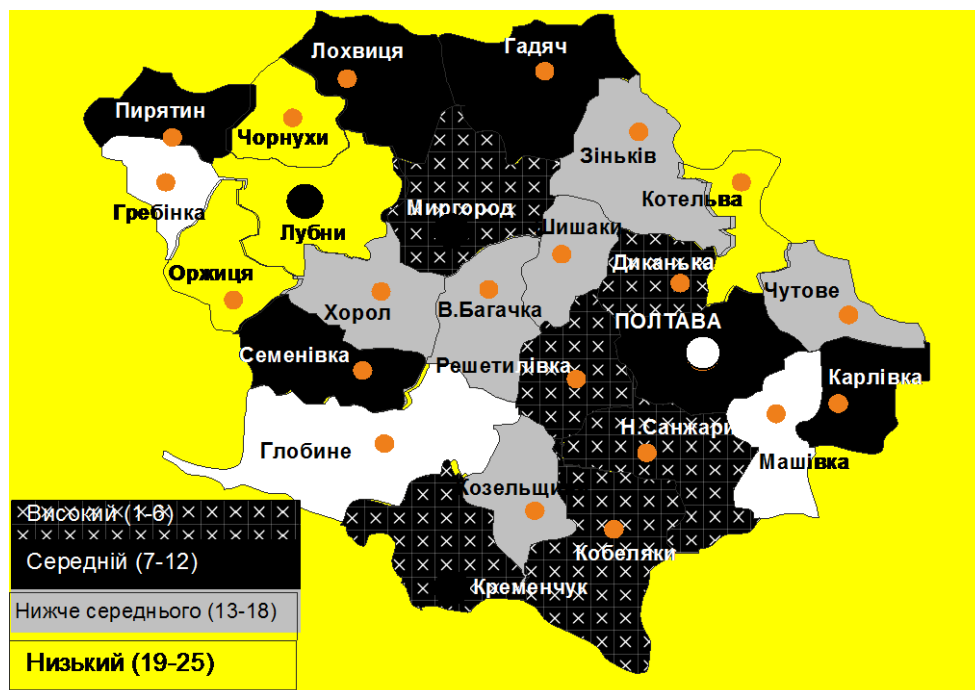 Лохвиця
Гадяч
Пирятин
Чорнухи
Зіньків
Гребінка
Миргород
Котельва
Лубни
Шишаки
Оржиця
Диканька
Хорол
В.Багачка
Чутове
ПОЛТАВА
Семенівка
Решетилівка
Карлівка
Н.Санжари
Глобине
Машівка
Козельщи
Кобеляки
Кременчук
Високий (1-6)
Середній (7-12)
Нижче середнього (13-18)
Низький (19-25)